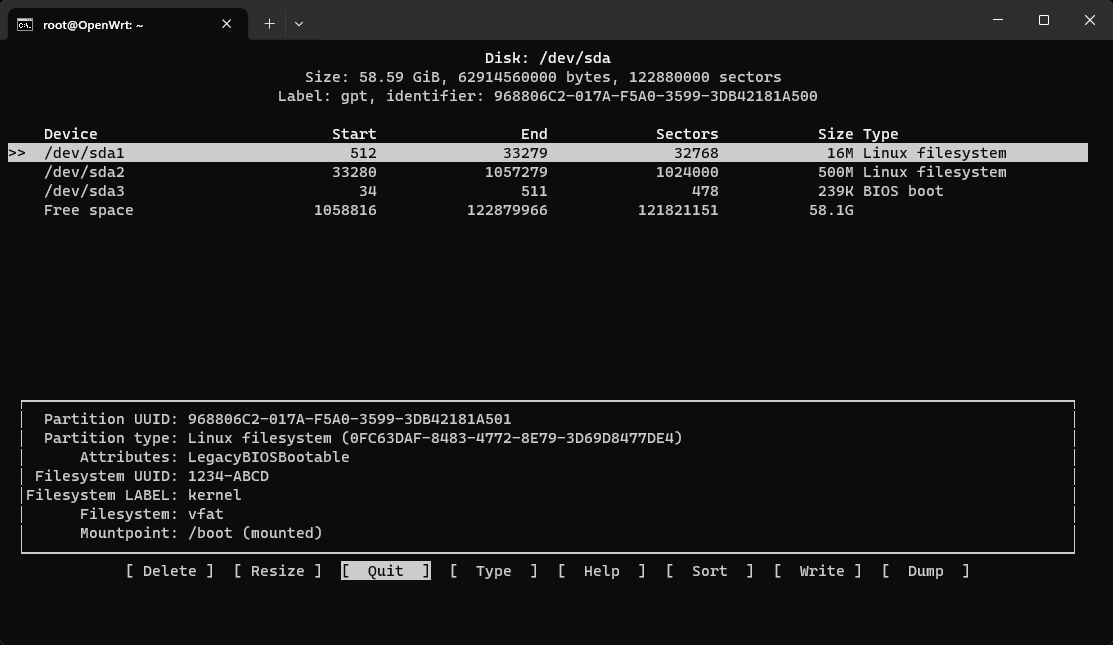 root@OpenWrt: ~
Disk: /dev/sda
Size: 58.59 GiB, 62914560000 bytes, 122880000 sectors
Label: gpt, identifier: 968806C2-017A-F5A0-3599-3DB42181A500
Device Start End Sectors Size Type
>> /dev/sda1 512 33279 32768 16M Linux filesystem
/dev/sda2 33280 1057279 1024000 500M Linux filesystem
/dev/sda3 34 511 478 239K BIOS boot
Free space 1058816 122879966 121821151 58.1G
Partition UUID: 968806C2-017A-F5A0-3599-3DB42181A501
Partition type: Linux filesystem (0FC63DAF-8483-4772-8E79-3D69D8477DE4)
Attributes: LegacyBIOSBootable
Filesystem UUID: 1234-ABCD
Filesystem LABEL: kernel
Filesystem: vfat
Mountpoint: /boot (mounted)
[ Delete ] [ Resize ] [ Quit ] [ Type ] [ Help ] [ Sort ] [ Write ] [ Dump ]